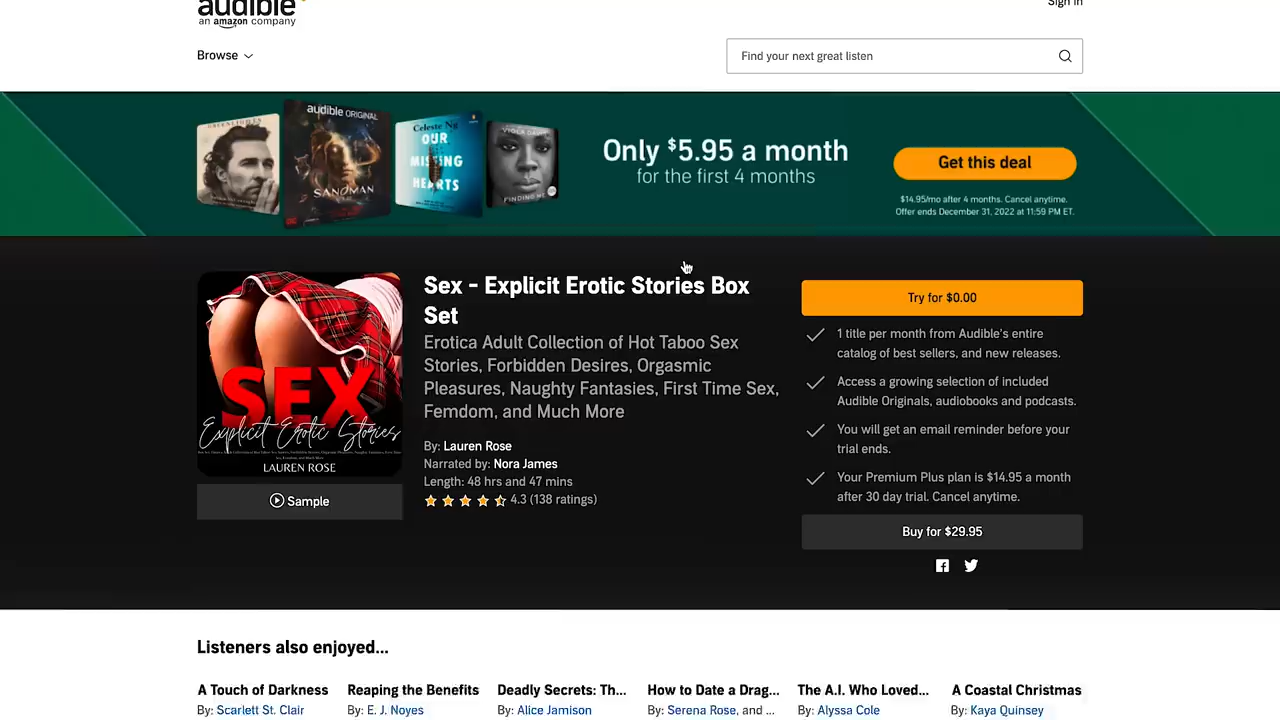 audible
an amazon company
Sign in
Browse
Find your next great listen
GREENLIGHTS
audible ORIGINAL
SANDMAN
Celeste Ng
OUR
MISSING
HEARTS
VIOLA DAVIS
FINDING ME
Only $5.95 a month
for the first 4 months
Get this deal
$14.95/mo after 4 months. Cancel anytime.
Offer ends December 31, 2022 at 11:59 PM ET.
SEX
Explicit Erotic Stories
LAUREN ROSE
Sample
Sex - Explicit Erotic Stories Box
Set
Erotica Adult Collection of Hot Taboo Sex
Stories, Forbidden Desires, Orgasmic
Pleasures, Naughty Fantasies, First Time Sex,
Femdom, and Much More
By: Lauren Rose
Narrated by: Nora James
Length: 48 hrs and 47 mins
4.3 (138 ratings)
Try for $0.00
1 title per month from Audible's entire
catalog of best sellers, and new releases.
Access a growing selection of included
Audible Originals, audiobooks and podcasts.
You will get an email reminder before your
trial ends.
Your Premium Plus plan is $14.95 a month
after 30 day trial. Cancel anytime.
Buy for $29.95
Listeners also enjoyed...
A Touch of Darkness
By: Scarlett St. Clair
Reaping the Benefits
By: E. J. Noyes
Deadly Secrets: Th...
By: Alice Jamison
How to Date a Drag...
By: Serena Rose, and ...
The A.I. Who Loved...
By: Alyssa Cole
A Coastal Christmas
By: Kaya Quinsey